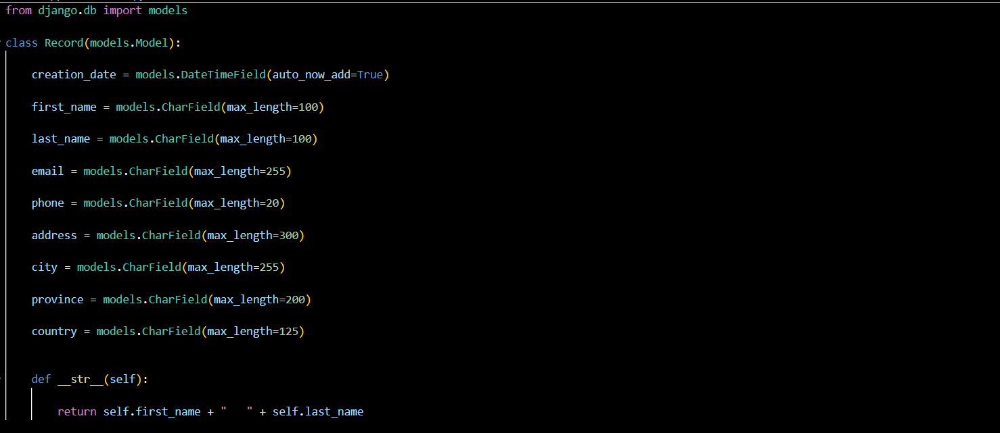 from django.db import models
class Record(models.Model):
creation_date = models.DateTimeField(auto_now_add=True)
first_name = models.CharField(max_length=100)
last_name = models.CharField(max_length=100)
email = models.CharField(max_length=255)
phone = models.CharField(max_length=20)
address = models.CharField(max_length=300)
city = models.CharField(max_length=255)
province = models.CharField(max_length=200)
country = models.CharField(max_length=125)
def __str__(self):
return self.first_name + "   " + self.last_name